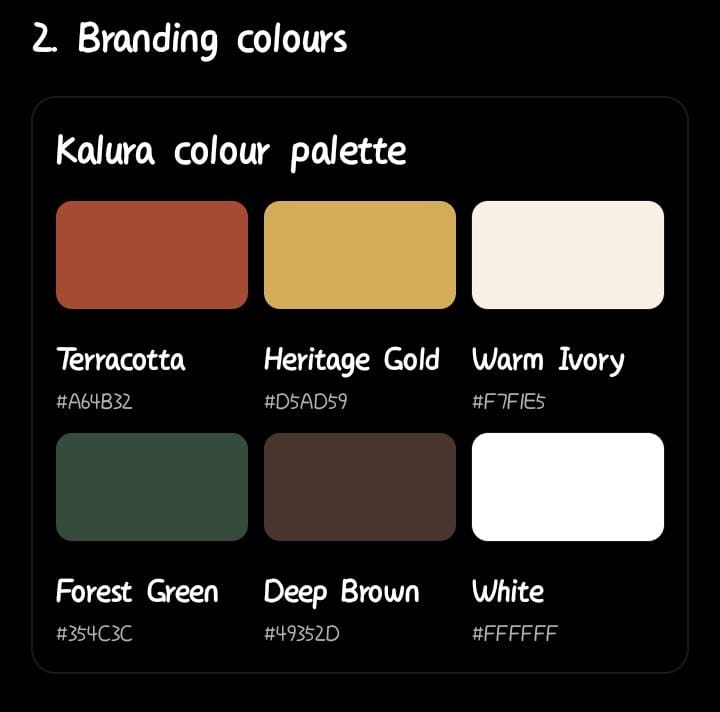 2. Branding colours
Kalura colour palette
Terracotta
#A64B32
Heritage Gold
#D5AD59
Warm Ivory
#F7F1E5
Forest Green
#354C3C
Deep Brown
#49352D
White
#FFFFFF